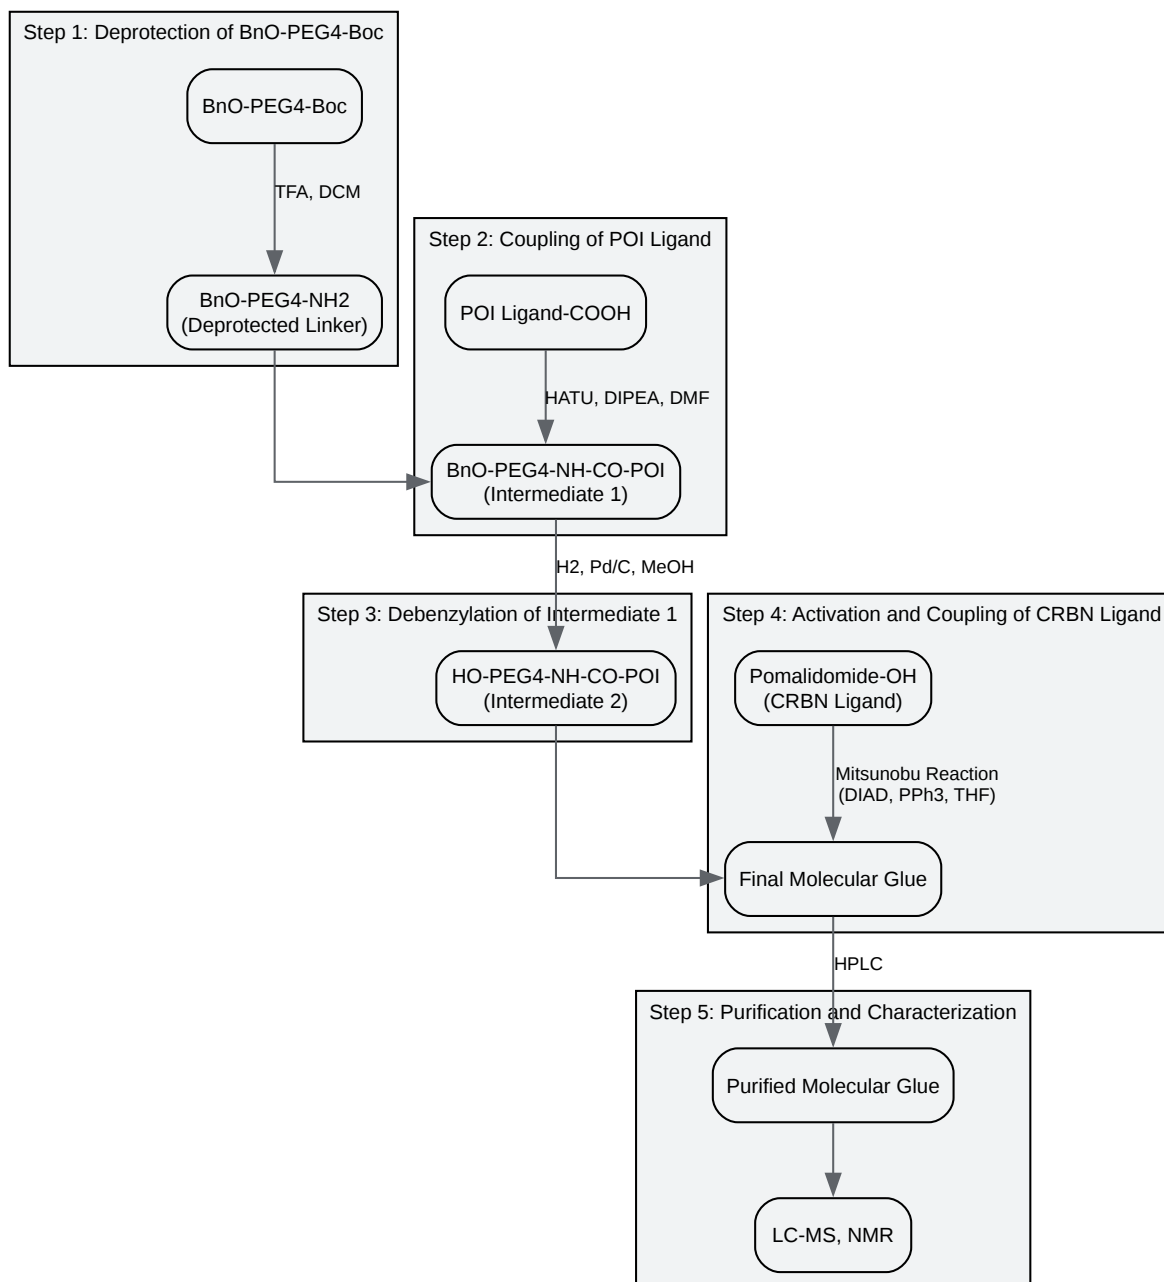 Step 1: Deprotection of BnO-PEG4-Boc
BnO-PEG4-Boc
TFA, DCM
BnO-PEG4-NH2
(Deprotected Linker)
Step 2: Coupling of POI Ligand
POI Ligand-COOH
HATU, DIPEA, DMF
BnO-PEG4-NH-CO-POI
(Intermediate 1)
H2, Pd/C, MeOH
Step 3: Debenzylation of Intermediate 1
HO-PEG4-NH-CO-POI
(Intermediate 2)
Step 4: Activation and Coupling of CRBN Ligand
Pomalidomide-OH
(CRBN Ligand)
Mitsunobu Reaction
(DIAD, PPh3, THF)
Final Molecular Glue
HPLC
Step 5: Purification and Characterization
Purified Molecular Glue
LC-MS, NMR